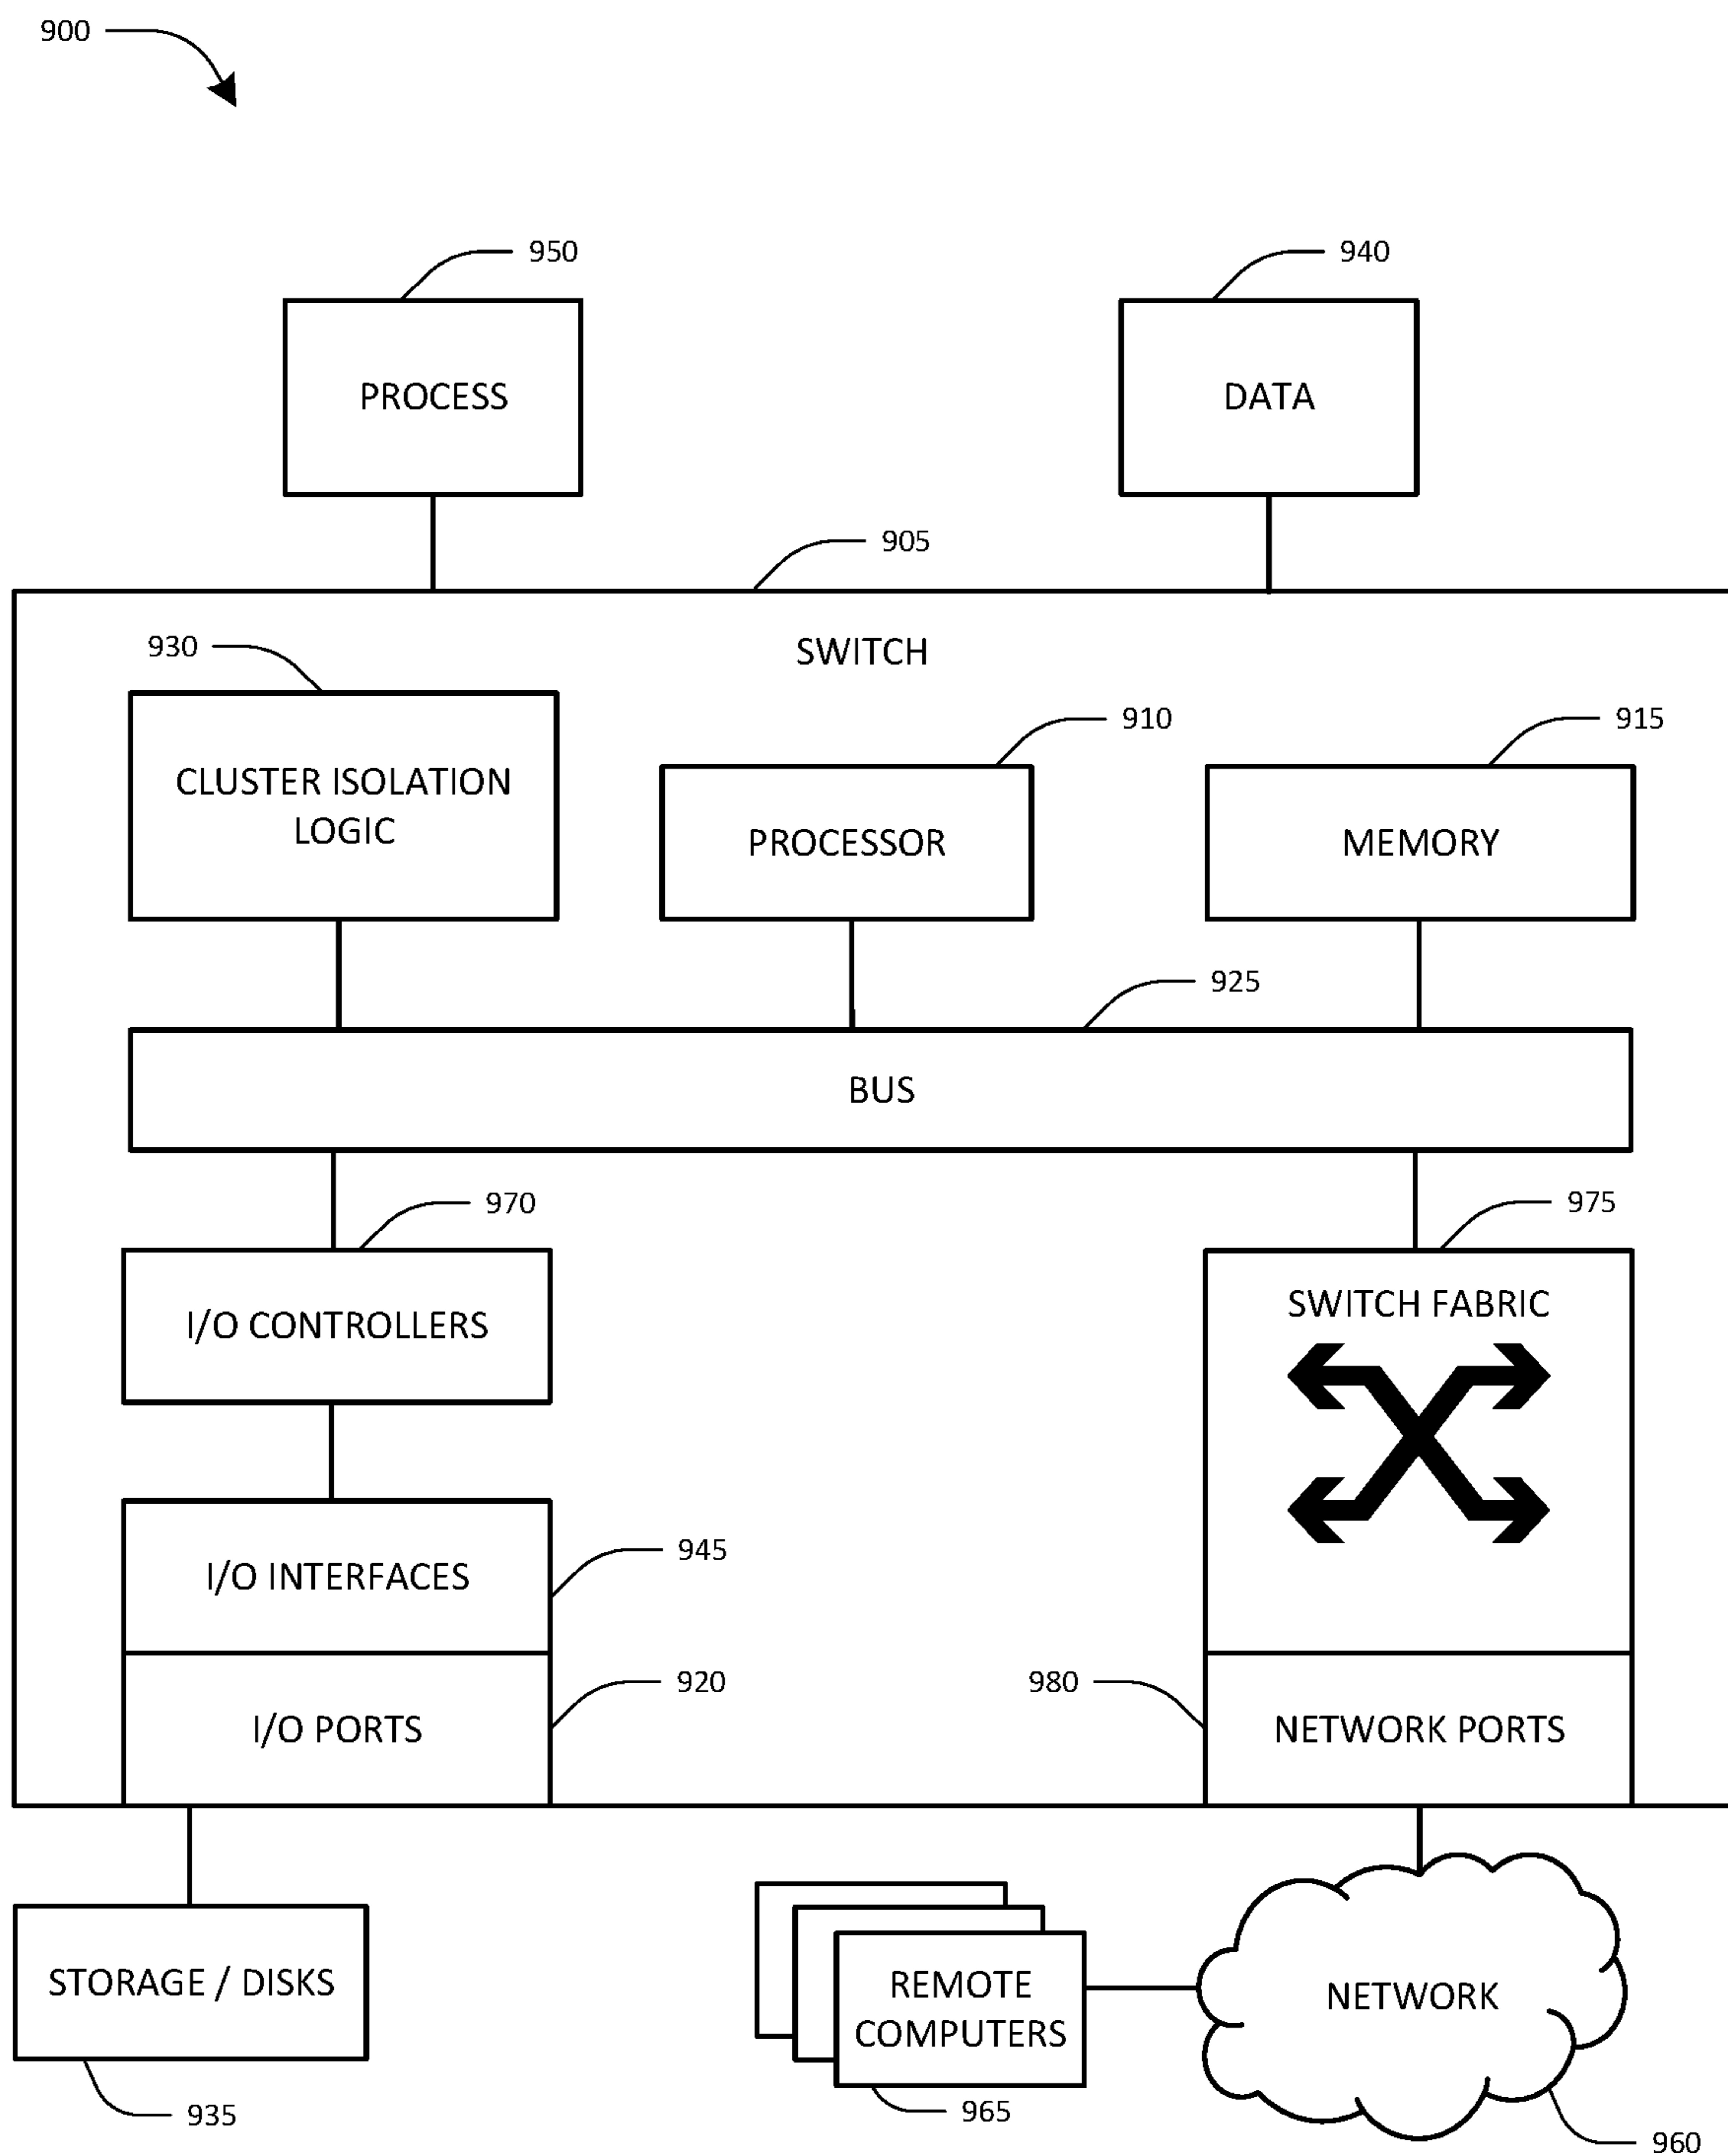 900
950
940
PROCESS
DATA
905
SWITCH
930
910
915
CLUSTER ISOLATION
LOGIC
PROCESSOR
MEMORY
925
BUS
970
975
I/O CONTROLLERS
SWITCH FABRIC
I/O INTERFACES
945
I/O PORTS
920
980
NETWORK PORTS
STORAGE / DISKS
935
REMOTE
COMPUTERS
965
NETWORK
960